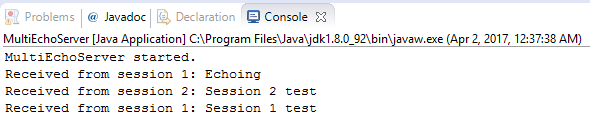 Problems @ Javadoc Declaration Console
MultiEchoServer [Java Application] C:\Program Files\Java\jdk1.8.0_92\bin\javaw.exe (Apr 2, 2017, 12:37:38 AM)
MultiEchoServer started.
Received from session 1: Echoing
Received from session 2: Session 2 test
Received from session 1: Session 1 test